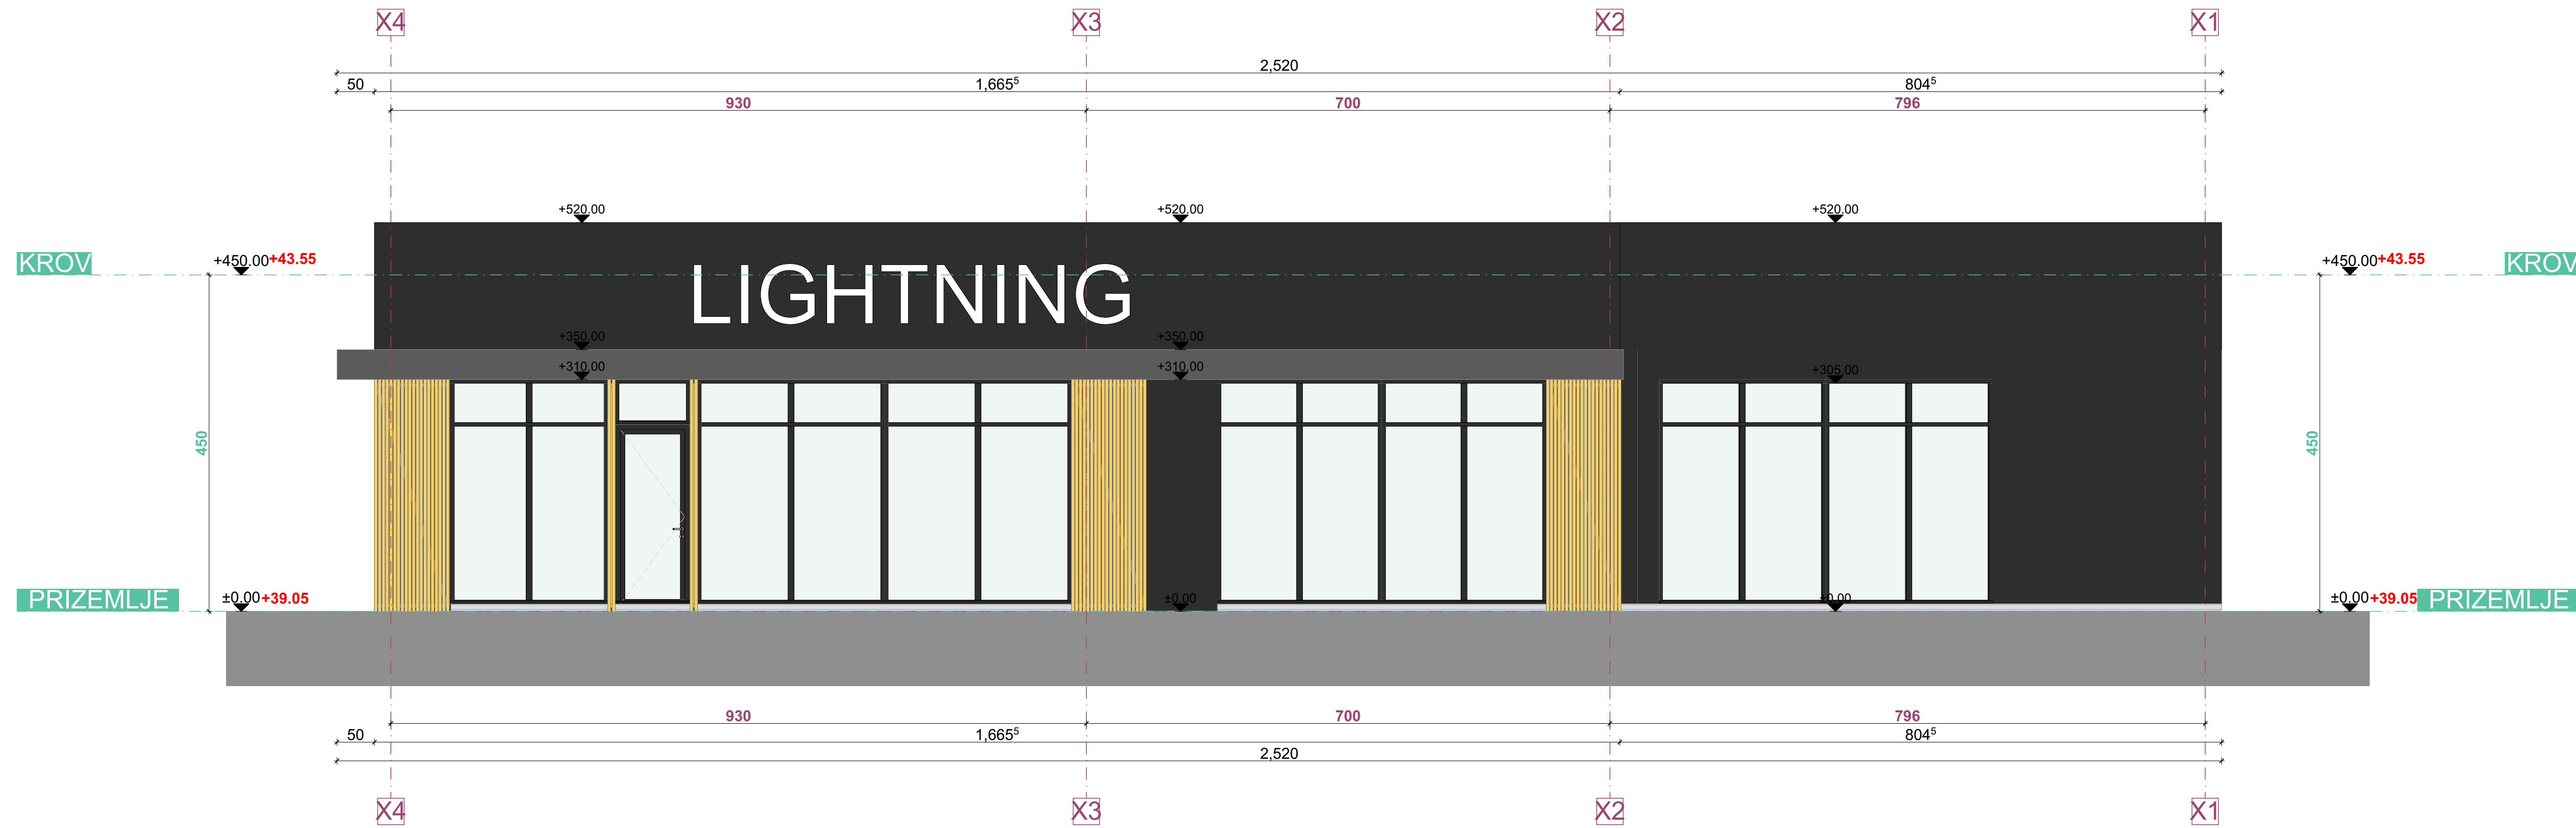 X4 X3 X2 X1
2,520
50 1,665⁵ 804⁵
930 700 796
+520.00 +520.00 +520.00
KROV +450.00 +43.55 +450.00 +43.55 KROV
LIGHTNING
+350.00 +350.00
+310.00 +310.00 +305.00
450 450
PRIZEMLJE ±0.00 +39.05 ±0.00 ±0.00 ±0.00 +39.05 PRIZEMLJE
930 700 796
50 1,665⁵ 804⁵
2,520
X4 X3 X2 X1